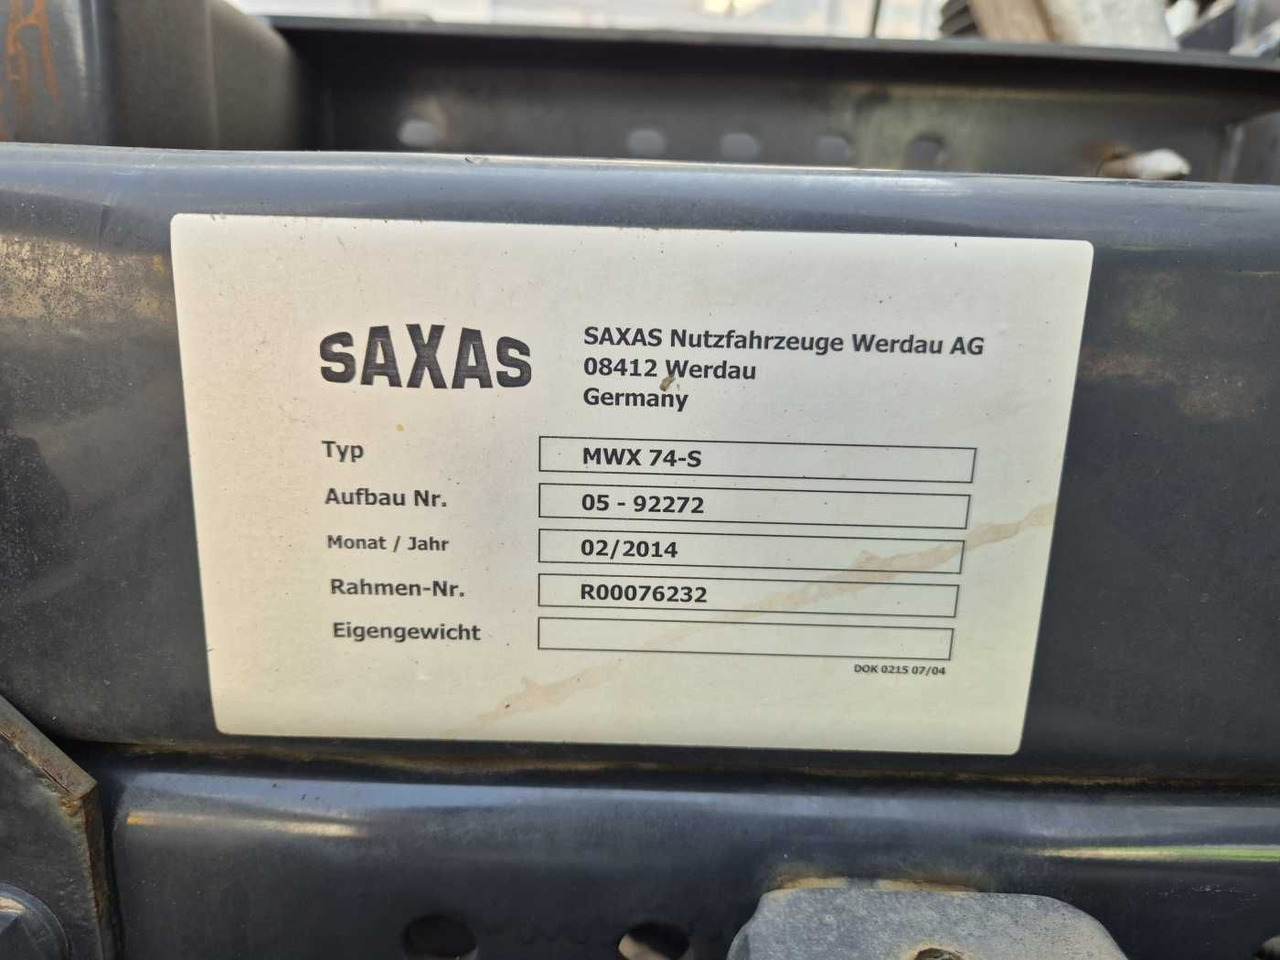 SAXAS
SAXAS Nutzfahrzeuge Werdau AG
08412 Werdau
Germany
Typ MWX 74-S
Aufbau Nr. 05 - 92272
Monat / Jahr 02/2014
Rahmen-Nr. R00076232
Eigengewicht
DOK 0215 07/04